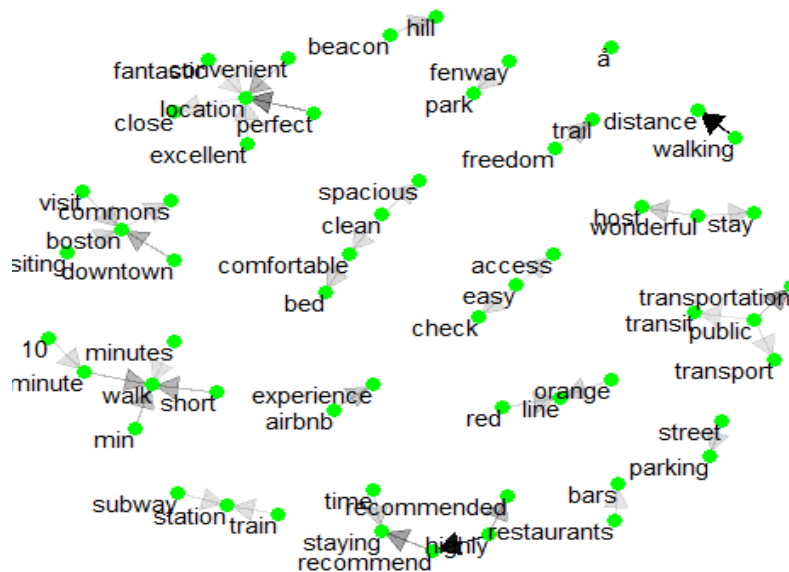 beacon
hill
fantastic
convenient
location
close
perfect
excellent
fenway
park
å
trail
freedom
distance
walking
visit
commons
boston
siting
downtown
spacious
clean
comfortable
bed
access
easy
check
host
wonderful
stay
transportation
transit
public
transport
10
minute
minutes
walk
short
min
experience
airbnb
orange
red
line
street
parking
subway
station
train
time
recommended
staying
highly
recommend
bars
restaurants